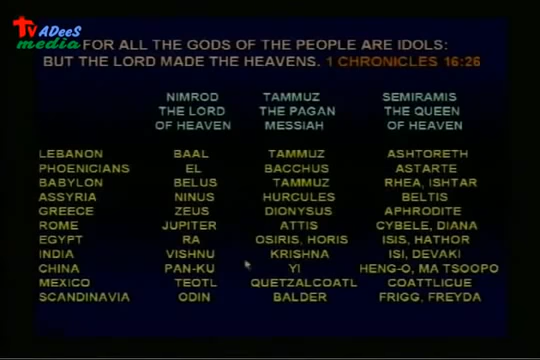 TV ADeeS
media
FOR ALL THE GODS OF THE PEOPLE ARE IDOLS:
BUT THE LORD MADE THE HEAVENS. 1 CHRONICLES 16:26
NIMROD TAMMUZ SEMIRAMIS
THE LORD THE PAGAN THE QUEEN
OF HEAVEN MESSIAH OF HEAVEN
LEBANON BAAL TAMMUZ ASHTORETH
PHOENICIANS EL BACCHUS ASTARTE
BABYLON BELUS TAMMUZ RHEA, ISHTAR
ASSYRIA NINUS HURCULES BELTIS
GREECE ZEUS DIONYSUS APHRODITE
ROME JUPITER ATTIS CYBELE, DIANA
EGYPT RA OSIRIS, HORIS ISIS, HATHOR
INDIA VISHNU KRISHNA ISI, DEVAKI
CHINA PAN-KU YI HENG-O, MA TSOOPO
MEXICO TEOTL QUETZALCOATL COATTLICUE
SCANDINAVIA ODIN BALDER FRIGG, FREYDA